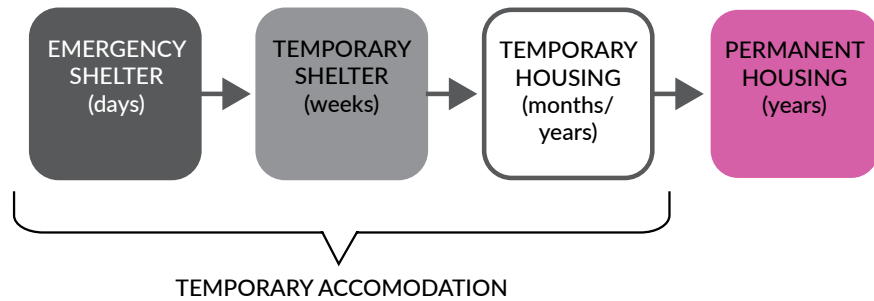 EMERGENCY
SHELTER
(days)
TEMPORARY
SHELTER
(weeks)
TEMPORARY
HOUSING
(months/
years)
PERMANENT
HOUSING
(years)
TEMPORARY ACCOMODATION